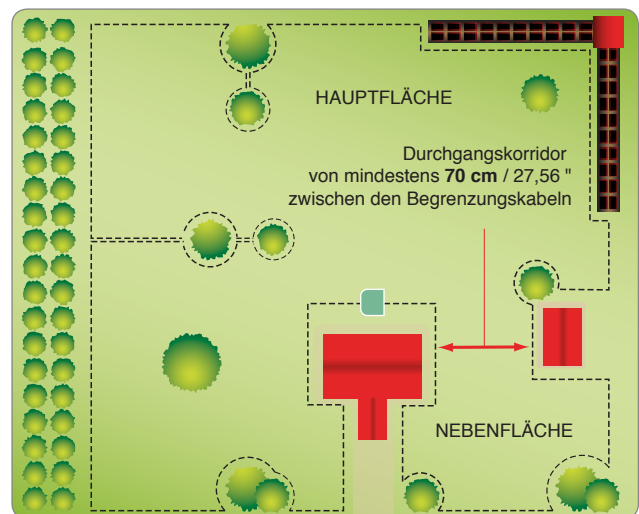 HAUPTFLÄCHE
Durchgangskorridor
von mindestens 70 cm / 27,56 "
zwischen den Begrenzungskabeln
NEBENFLÄCHE